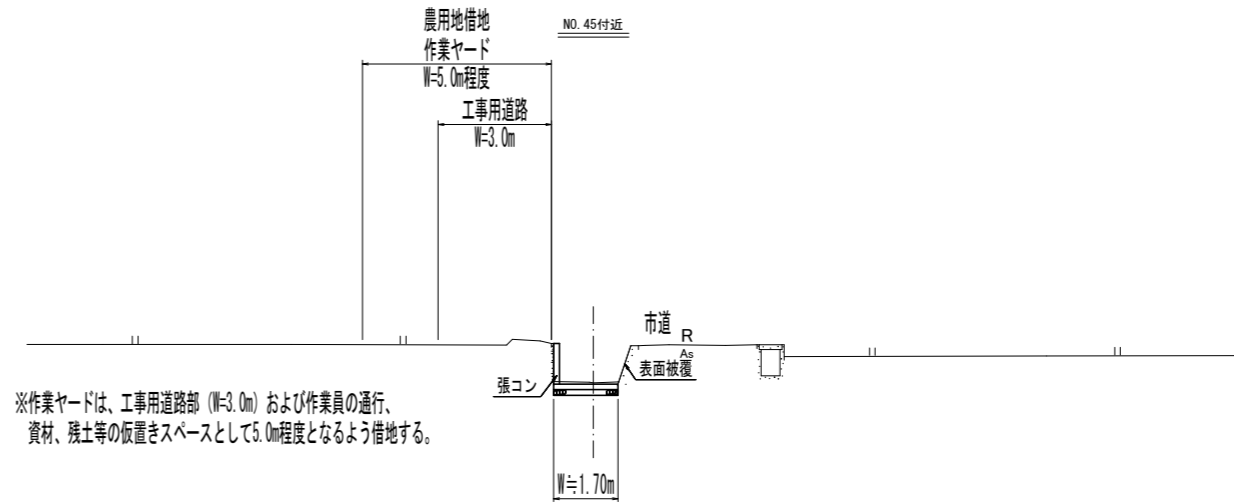 NO.45付近
農用地借地
作業ヤード
W=5.0m程度
工事用道路
W=3.0m
市道
R
As
表面被覆
張コン
※作業ヤードは、工事用道路部（W=3.0m）および作業員の通行、
資材、残土等の仮置きスペースとして5.0m程度となるよう借地する。
W≒1.70m